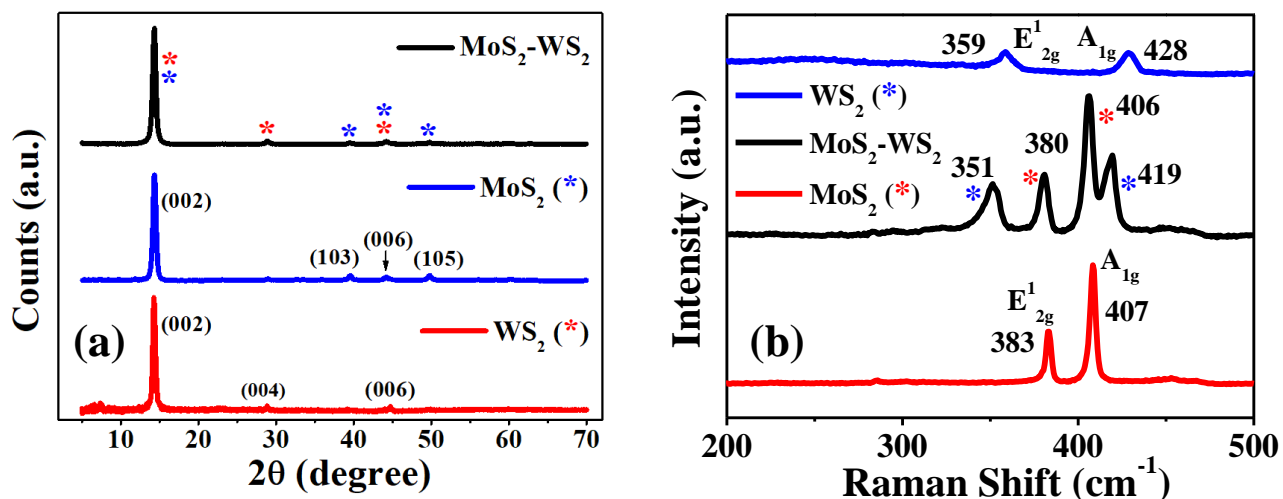 MoS₂-WS₂
*
*
*
*
*
*
*
MoS₂ (*)
(002)
(103)
(006)
(105)
WS₂ (*)
(002)
(004)
(006)
(a)
Counts (a.u.)
10 20 30 40 50 60 70
2θ (degree)
359 E¹₂g A₁g 428
WS₂ (*)
MoS₂-WS₂
MoS₂ (*)
351
*
380
*
406
*
419
*
A₁g
E¹₂g
407
383
(b)
Intensity (a.u.)
200 300 400 500
Raman Shift (cm⁻¹)